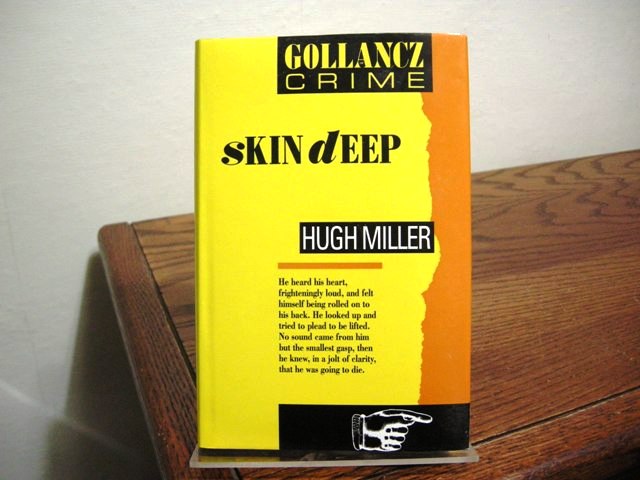 GOLLANCZ
CRIME
sKIN dEEP
HUGH MILLER
He heard his heart,
frighteningly loud, and felt
himself being rolled on to
his back. He looked up and
tried to plead to be lifted.
No sound came from him
but the smallest gasp, then
he knew, in a jolt of clarity,
that he was going to die.